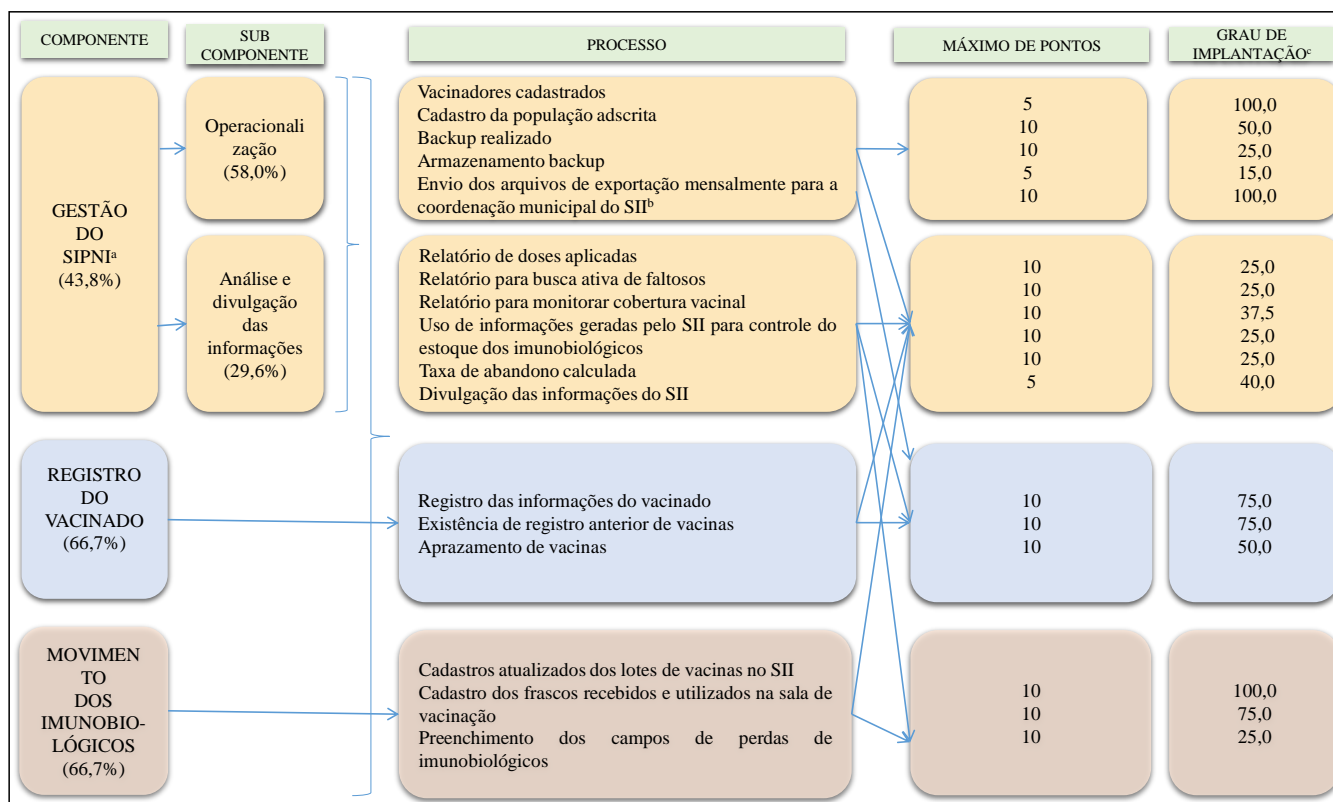 COMPONENTE
SUB
COMPONENTE
PROCESSO
MÁXIMO DE PONTOS
GRAU DE
IMPLANTAÇÃOᶜ
GESTÃO
DO
SIPNIᵃ
(43,8%)
Operacionali
zação
(58,0%)
Vacinadores cadastrados
Cadastro da população adscrita
Backup realizado
Armazenamento backup
Envio dos arquivos de exportação mensalmente para a
coordenação municipal do SIIᵇ
5
10
10
5
10
100,0
50,0
25,0
15,0
100,0
Análise e
divulgação
das
informações
(29,6%)
Relatório de doses aplicadas
Relatório para busca ativa de faltosos
Relatório para monitorar cobertura vacinal
Uso de informações geradas pelo SII para controle do
estoque dos imunobiológicos
Taxa de abandono calculada
Divulgação das informações do SII
10
10
10
10
10
5
25,0
25,0
37,5
25,0
25,0
40,0
REGISTRO
DO
VACINADO
(66,7%)
Registro das informações do vacinado
Existência de registro anterior de vacinas
Aprazamento de vacinas
10
10
10
75,0
75,0
50,0
MOVIMEN
TO
DOS
IMUNOBIO-
LÓGICOS
(66,7%)
Cadastros atualizados dos lotes de vacinas no SII
Cadastro dos frascos recebidos e utilizados na sala de
vacinação
Preenchimento dos campos de perdas de
imunobiológicos
10
10
10
100,0
75,0
25,0